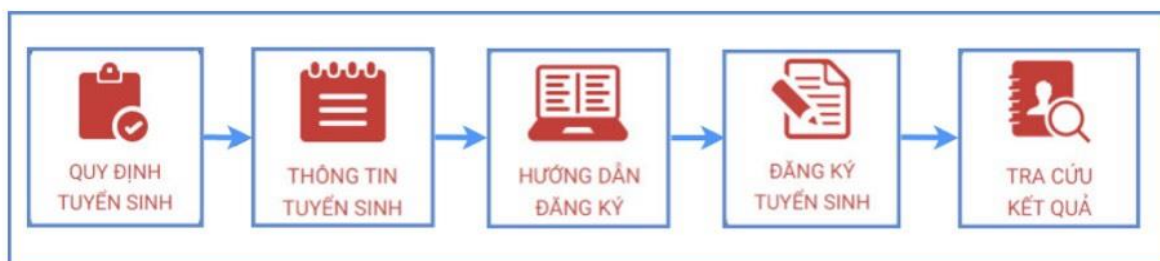 QUY ĐỊNH
TUYỂN SINH
THÔNG TIN
TUYỂN SINH
HƯỚNG DẪN
ĐĂNG KÝ
ĐĂNG KÝ
TUYỂN SINH
TRA CỨU
KẾT QUẢ